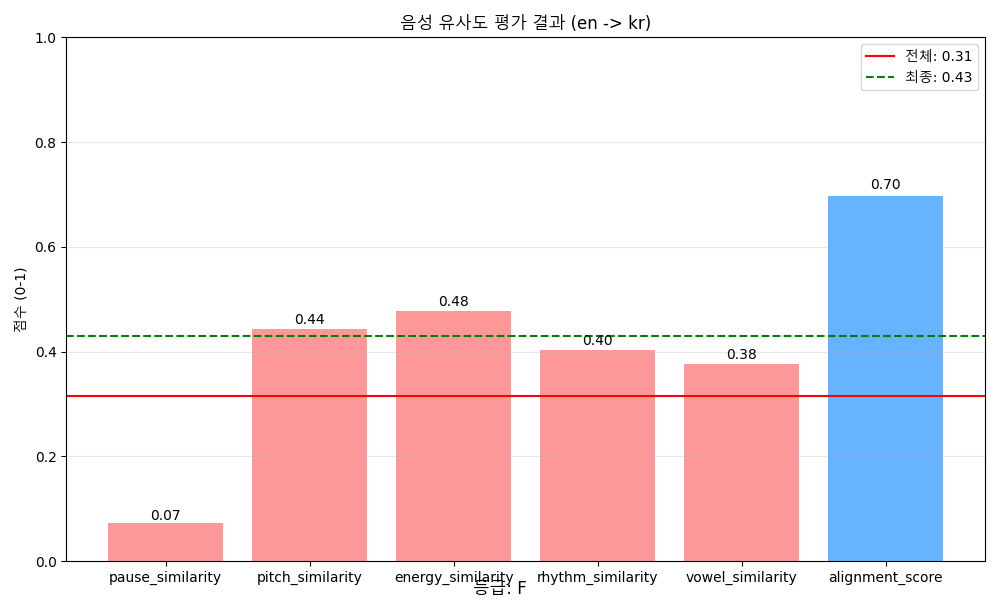 음성 유사도 평가 결과 (en -> kr)
전체: 0.31
최종: 0.43
점수 (0-1)
1.0
0.8
0.6
0.4
0.2
0.0
0.07
0.44
0.48
0.40
0.38
0.70
pause_similarity
pitch_similarity
energy_similarity
rhythm_similarity
vowel_similarity
alignment_score
등급: F